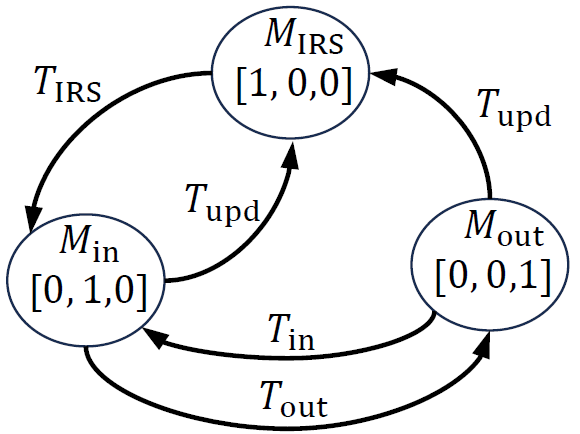 M_IRS
[1, 0,0]
T_IRS
T_upd
T_upd
M_in
[0, 1,0]
M_out
[0, 0,1]
T_in
T_out